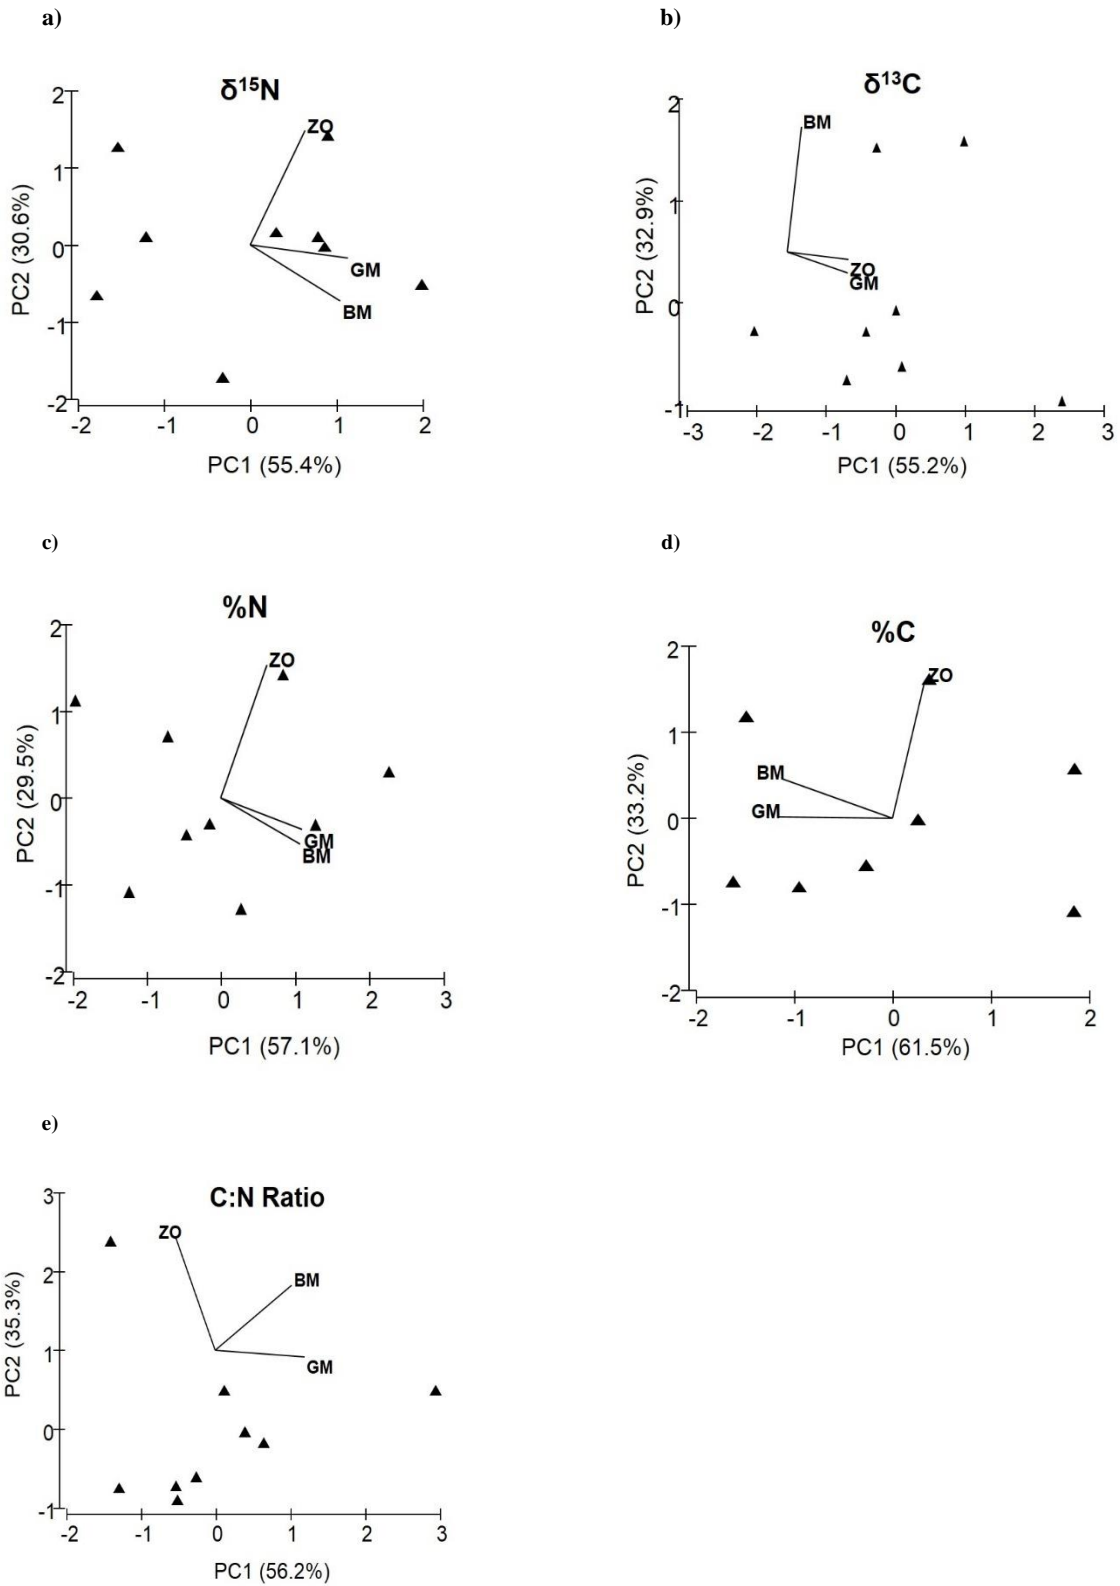 a)
δ¹⁵N
2
1
0
-1
-2
PC2 (30.6%)
ZO
GM
BM
-2 -1 0 1 2
PC1 (55.4%)
b)
δ¹³C
2
1
0
-1
PC2 (32.9%)
BM
ZO
GM
-3 -2 -1 0 1 2 3
PC1 (55.2%)
c)
%N
2
1
0
-1
-2
PC2 (29.5%)
ZO
GM
BM
-2 -1 0 1 2 3
PC1 (57.1%)
d)
%C
2
1
0
-1
-2
PC2 (33.2%)
ZO
BM
GM
-2 -1 0 1 2
PC1 (61.5%)
e)
C:N Ratio
3
2
1
0
-1
PC2 (35.3%)
ZO
BM
GM
-2 -1 0 1 2 3
PC1 (56.2%)